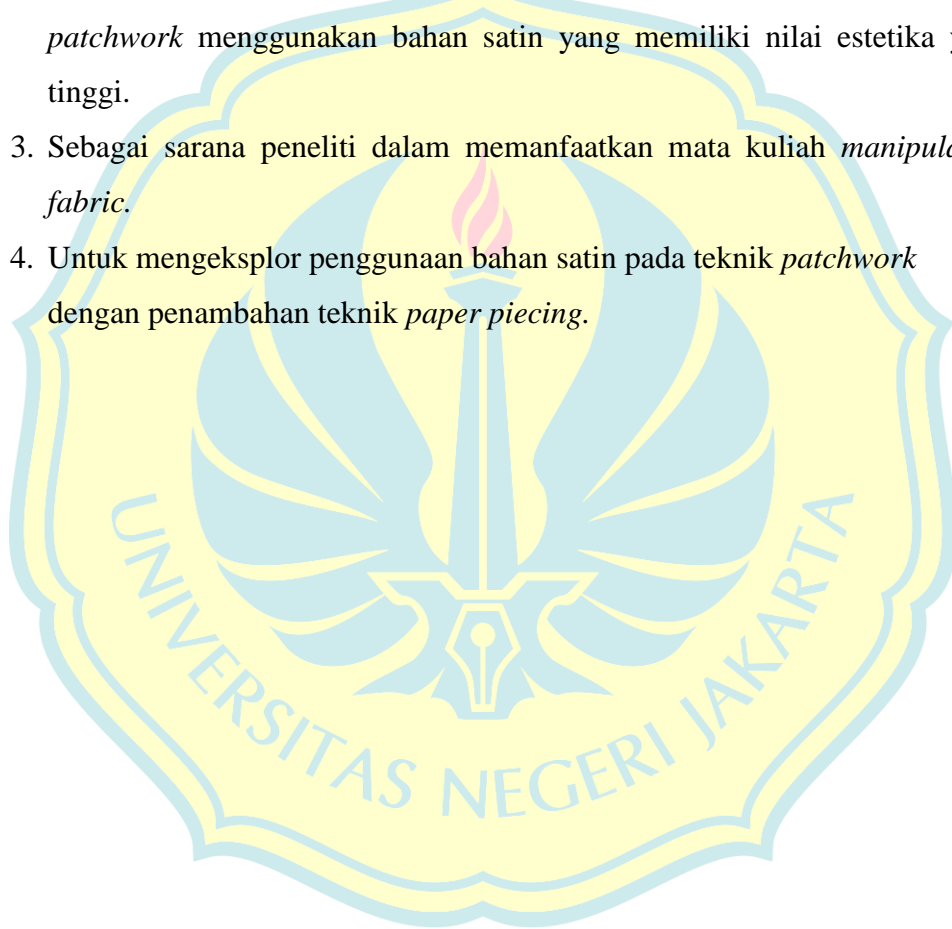 patchwork menggunakan bahan satin yang memiliki nilai estetika
tinggi.
3. Sebagai sarana peneliti dalam memanfaatkan mata kuliah
fabric.
4. Untuk mengeksplor penggunaan bahan satin pada teknik patchwork
dengan penambahan teknik paper piecing.
UNIVERSITAS NEGERI JAKARTA